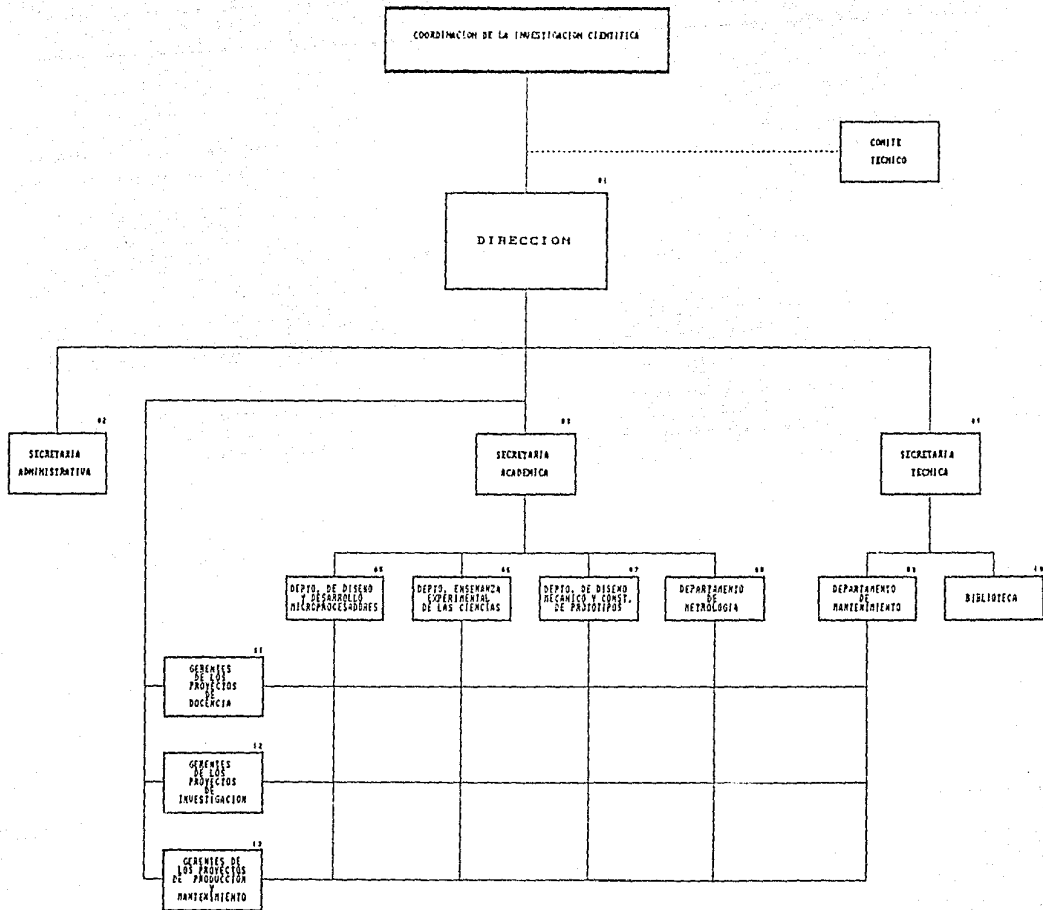 COORDINACION DE LA INVESTIGACION CIENTIFICA
COMITE
TECNICO
01
DIRECCION
02
SECRETARIA
ADMINISTRATIVA
03
SECRETARIA
ACADEMICA
SECRETARIA
TECNICA
05
DEPTO. DE DISENO
Y DESARROLLO
MICROPROCESADORES
06
DEPTO. ENSENANZA
EXPERIMENTAL
DE LAS CIENCIAS
07
DEPTO. DE DISENO
MECANICO Y CONST.
DE PROTOTIPOS
08
DEPARTAMENTO
DE
METROLOGIA
09
DEPARTAMENTO
DE
MANTENIMIENTO
10
BIBLIOTECA
11
GERENTES
DE LOS
PROYECTOS
DE
DOCENCIA
12
GERENTES
DE LOS
PROYECTOS
DE
INVESTIGACION
13
GERENTES DE
LOS PROYECTOS
DE PRODUCCION
Y
MANTENIMIENTO